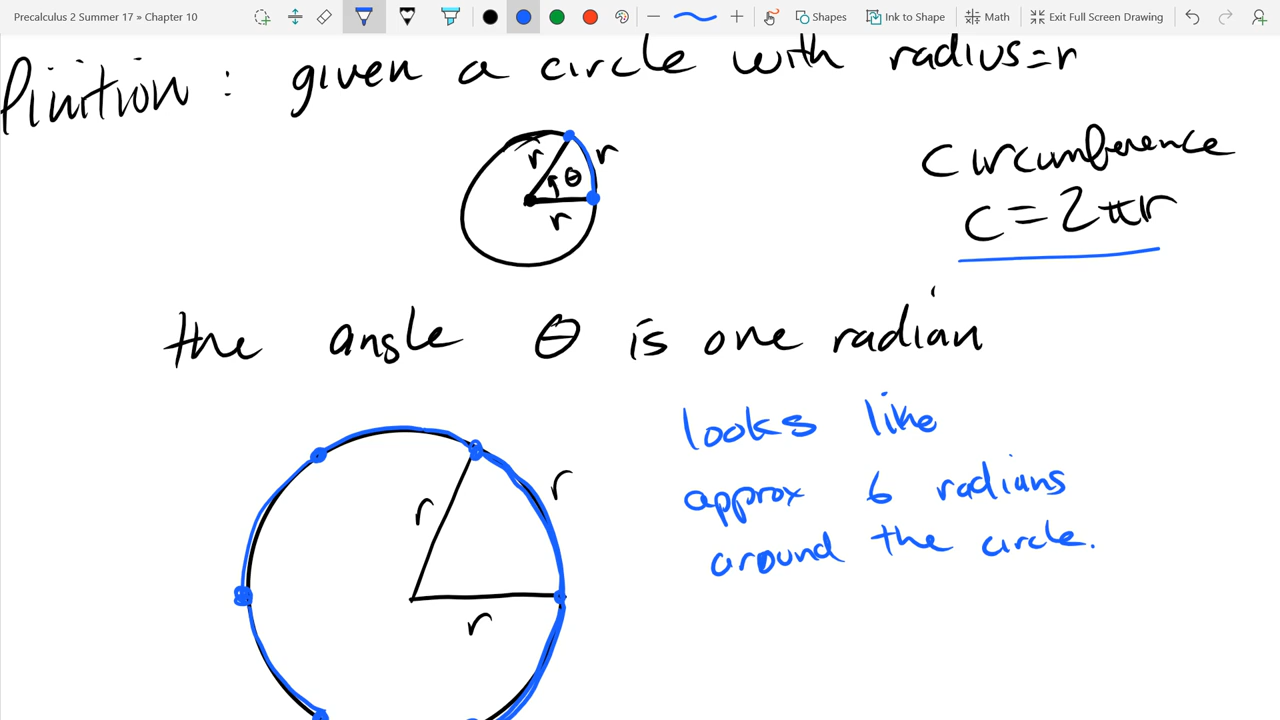 Precalculus 2 Summer 17 » Chapter 10
Shapes
Ink to Shape
Math
Exit Full Screen Drawing
finition : given a circle with radius=r
r
r
θ
r
circumference
c=2πr
the angle θ is one radian
looks like
approx 6 radians
around the circle.
r
r
r